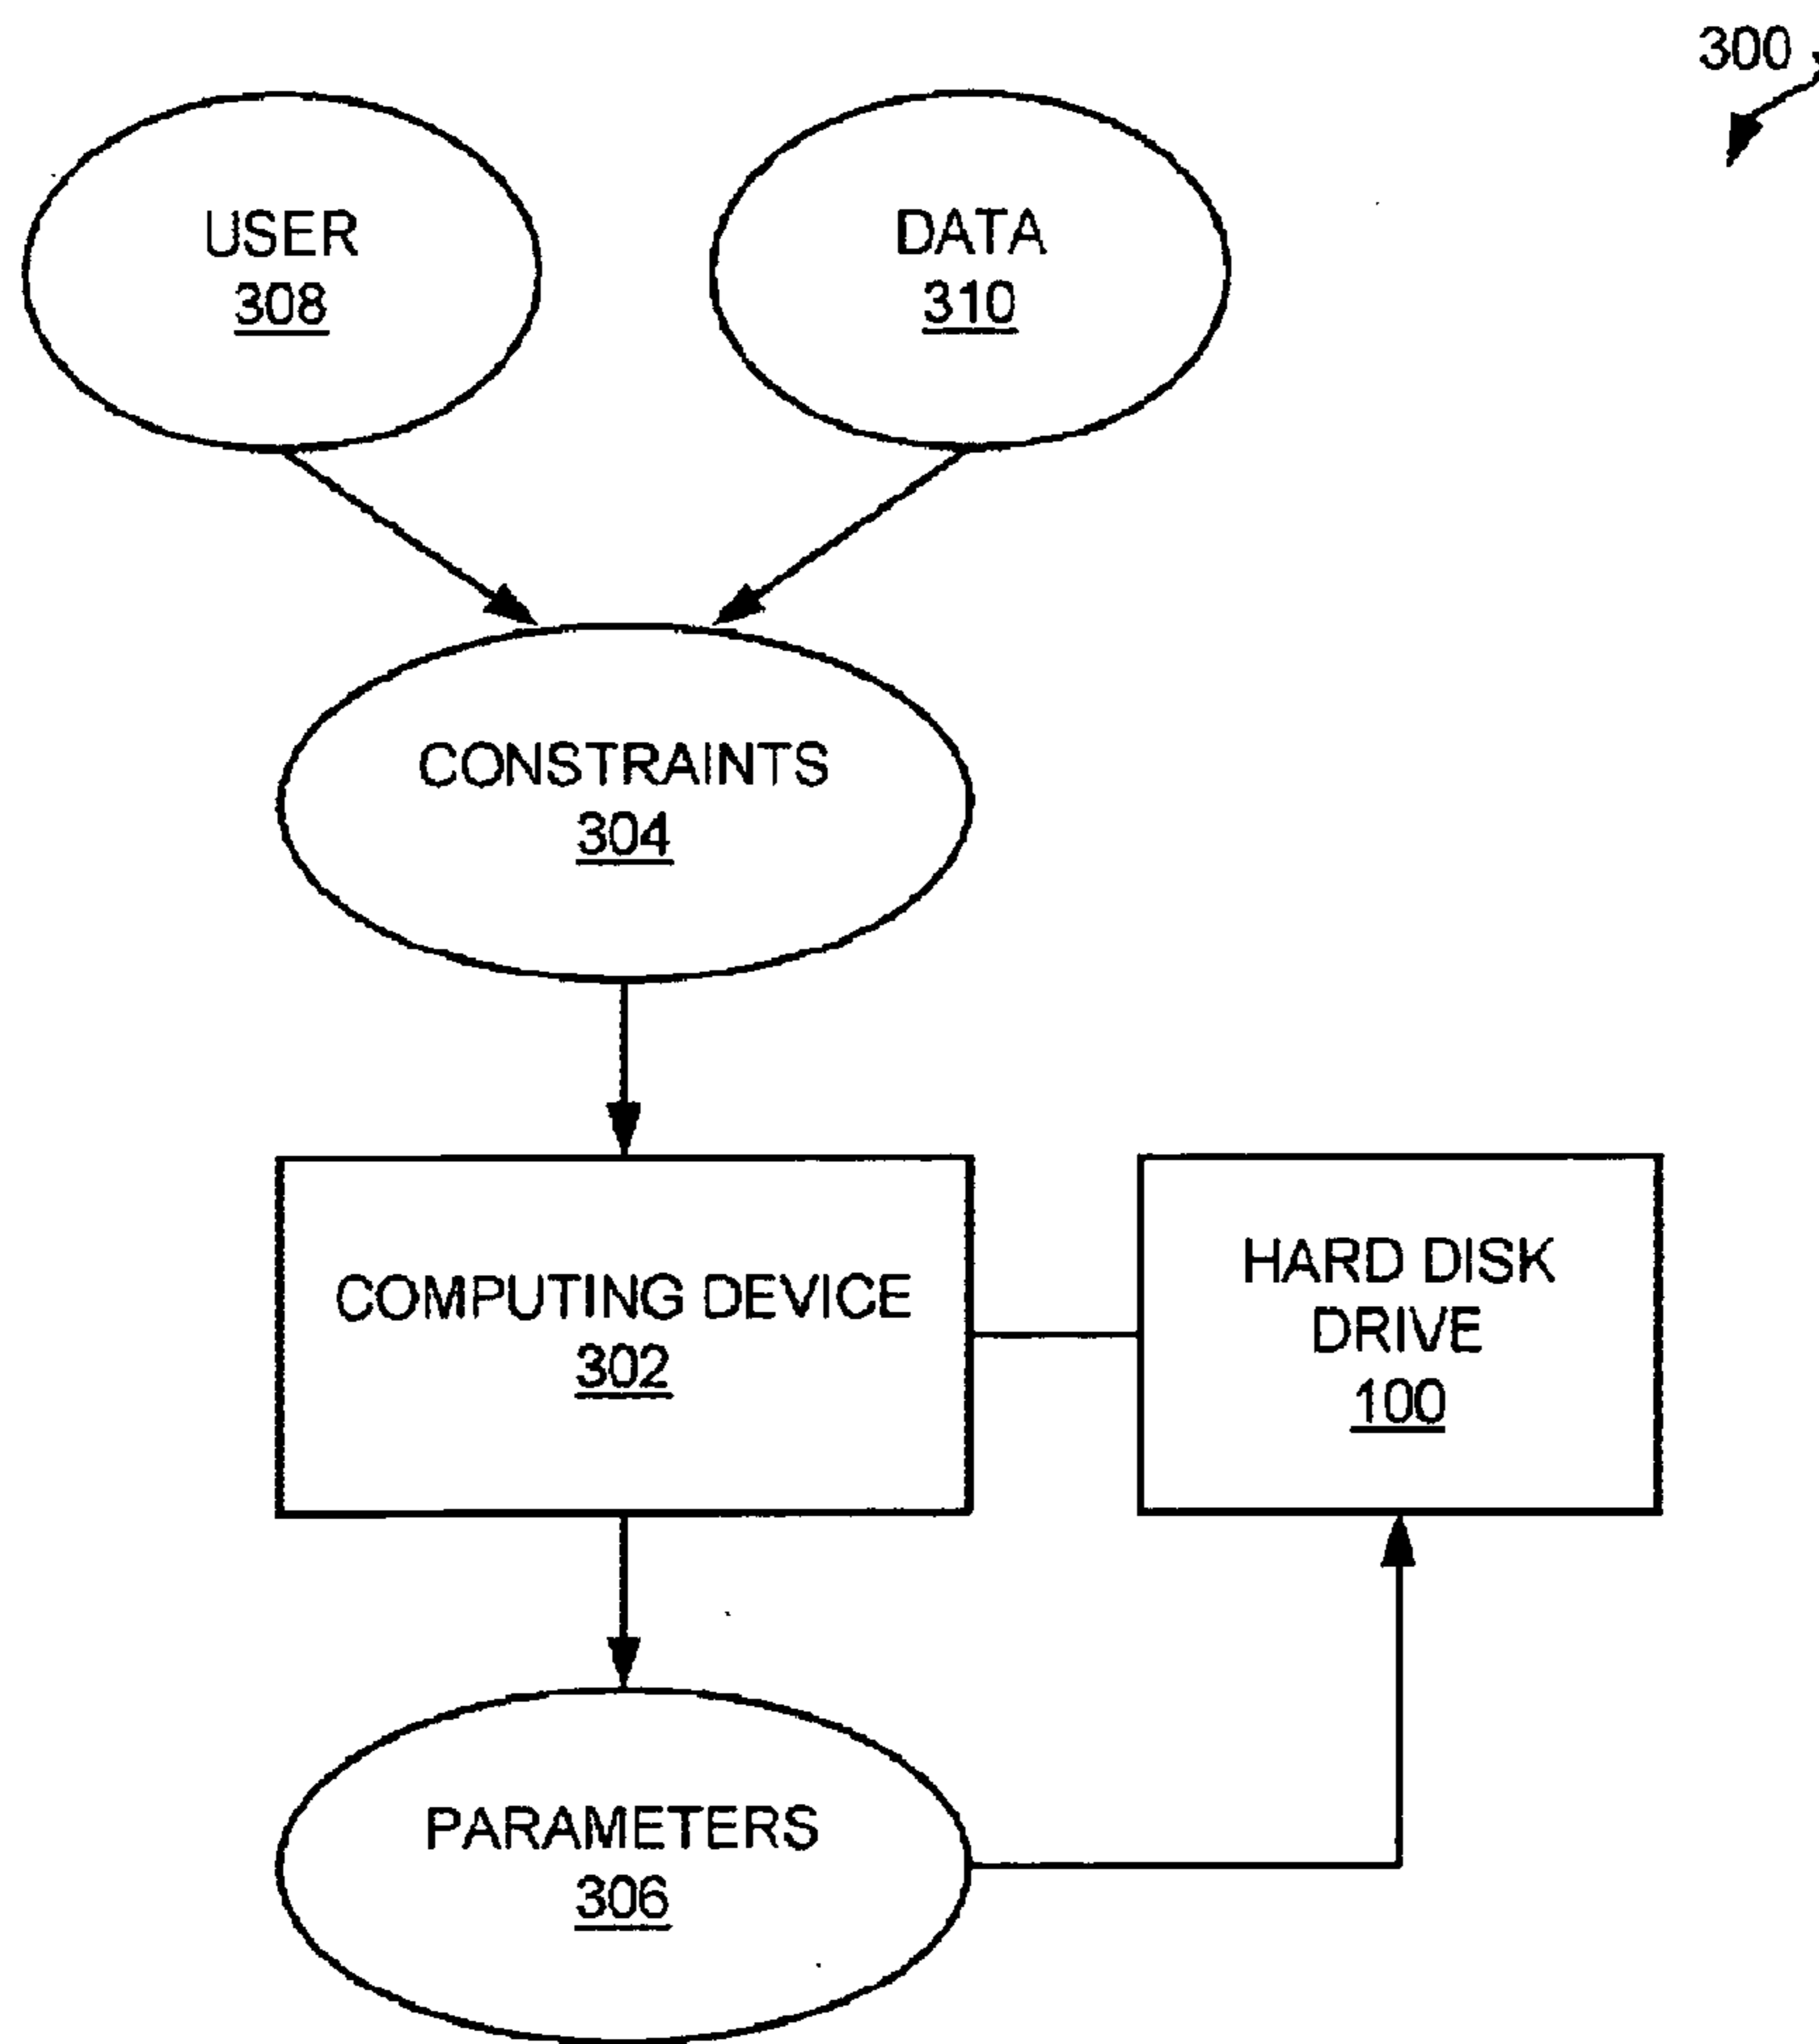 300
USER
308
DATA
310
CONSTRAINTS
304
COMPUTING DEVICE
302
HARD DISK
DRIVE
100
PARAMETERS
306